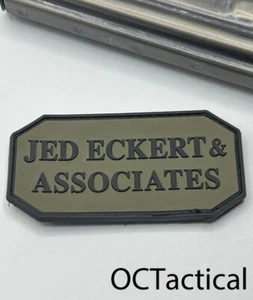 JED ECKERT &
ASSOCIATES
OCTactical